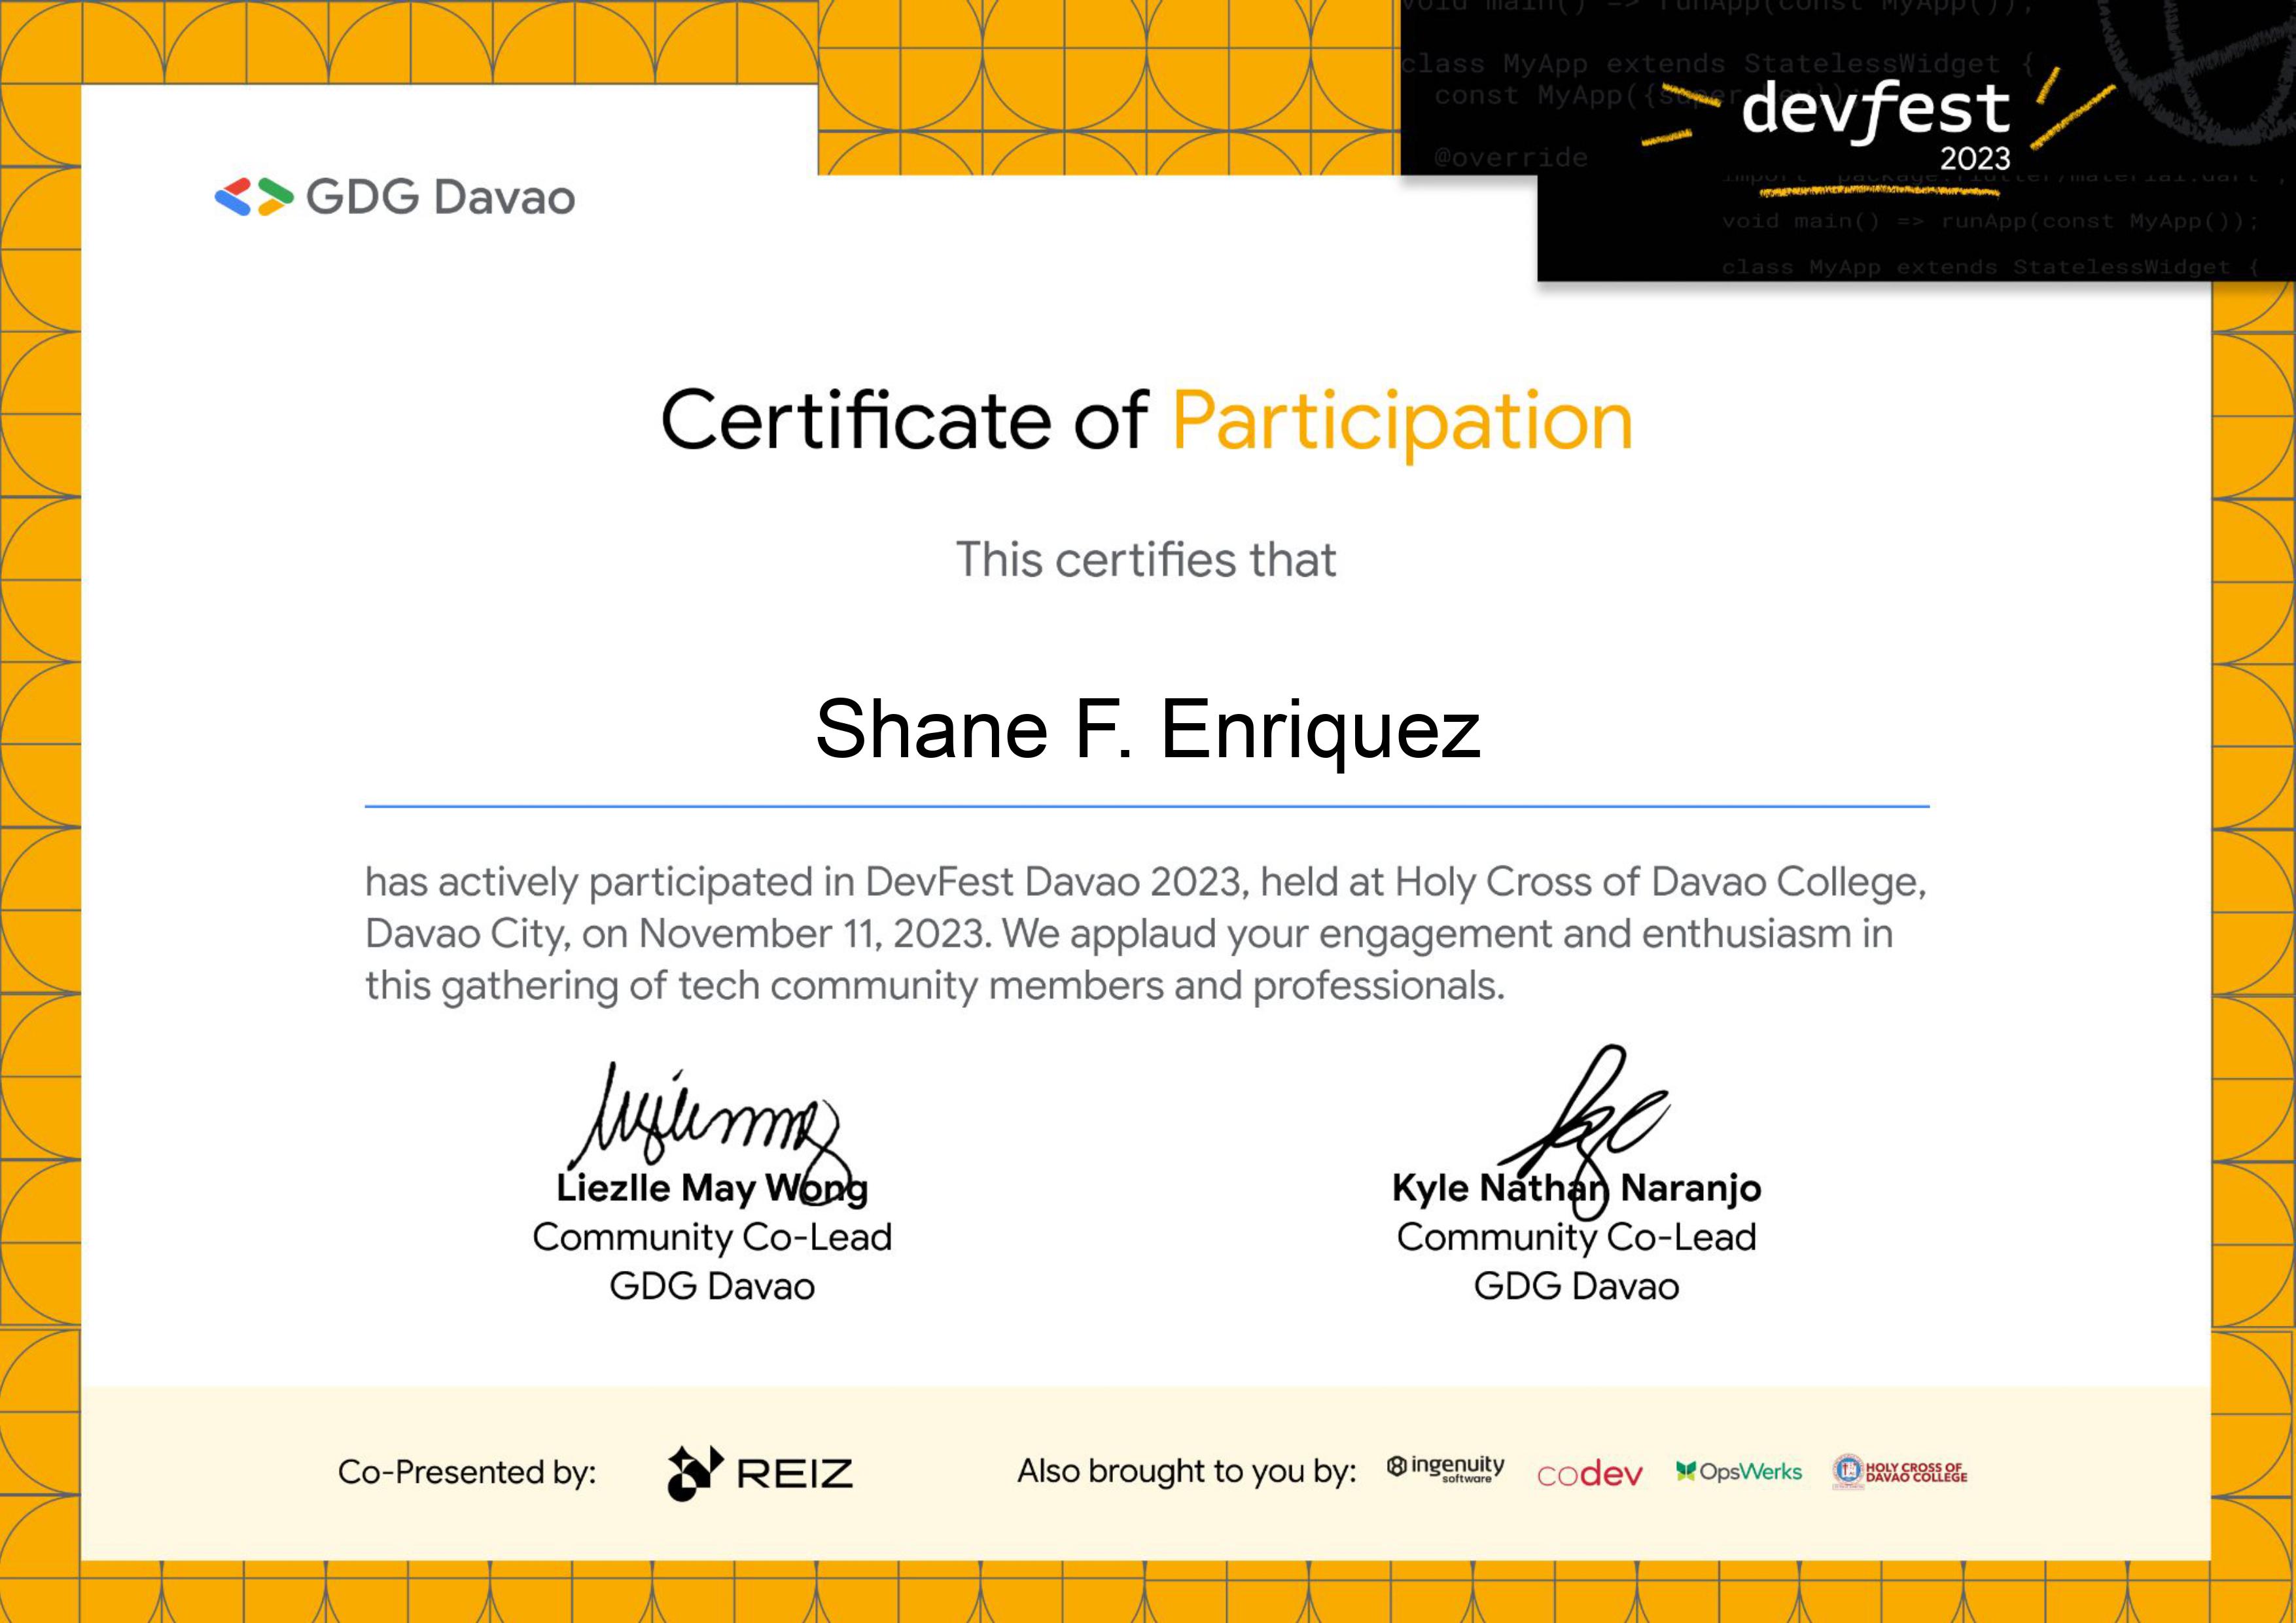 void main() => runApp(const MyApp());
class MyApp extends StatelessWidget {
const MyApp({super
@override
devfest
2023
import 'package:flutter/material.dart';
void main() => runApp(const MyApp());
class MyApp extends StatelessWidget {
GDG Davao
Certificate of Participation
This certifies that
Shane F. Enriquez
has actively participated in DevFest Davao 2023, held at Holy Cross of Davao College,
Davao City, on November 11, 2023. We applaud your engagement and enthusiasm in
this gathering of tech community members and professionals.
Liezlle May Wong
Community Co-Lead
GDG Davao
Kyle Nathan Naranjo
Community Co-Lead
GDG Davao
Co-Presented by:
REIZ
Also brought to you by:
ingenuity
software
codev
OpsWerks
HOLY CROSS OF
DAVAO COLLEGE